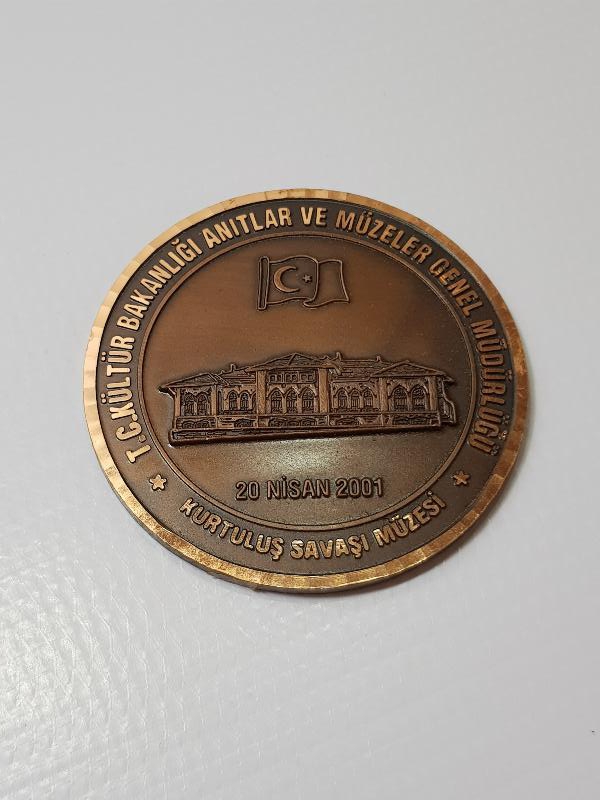 T.C.KÜLTÜR BAKANLIĞI ANITLAR VE MÜZELER GENEL MÜDÜRLÜĞÜ
20 NİSAN 2001
KURTULUŞ SAVAŞI MÜZESİ